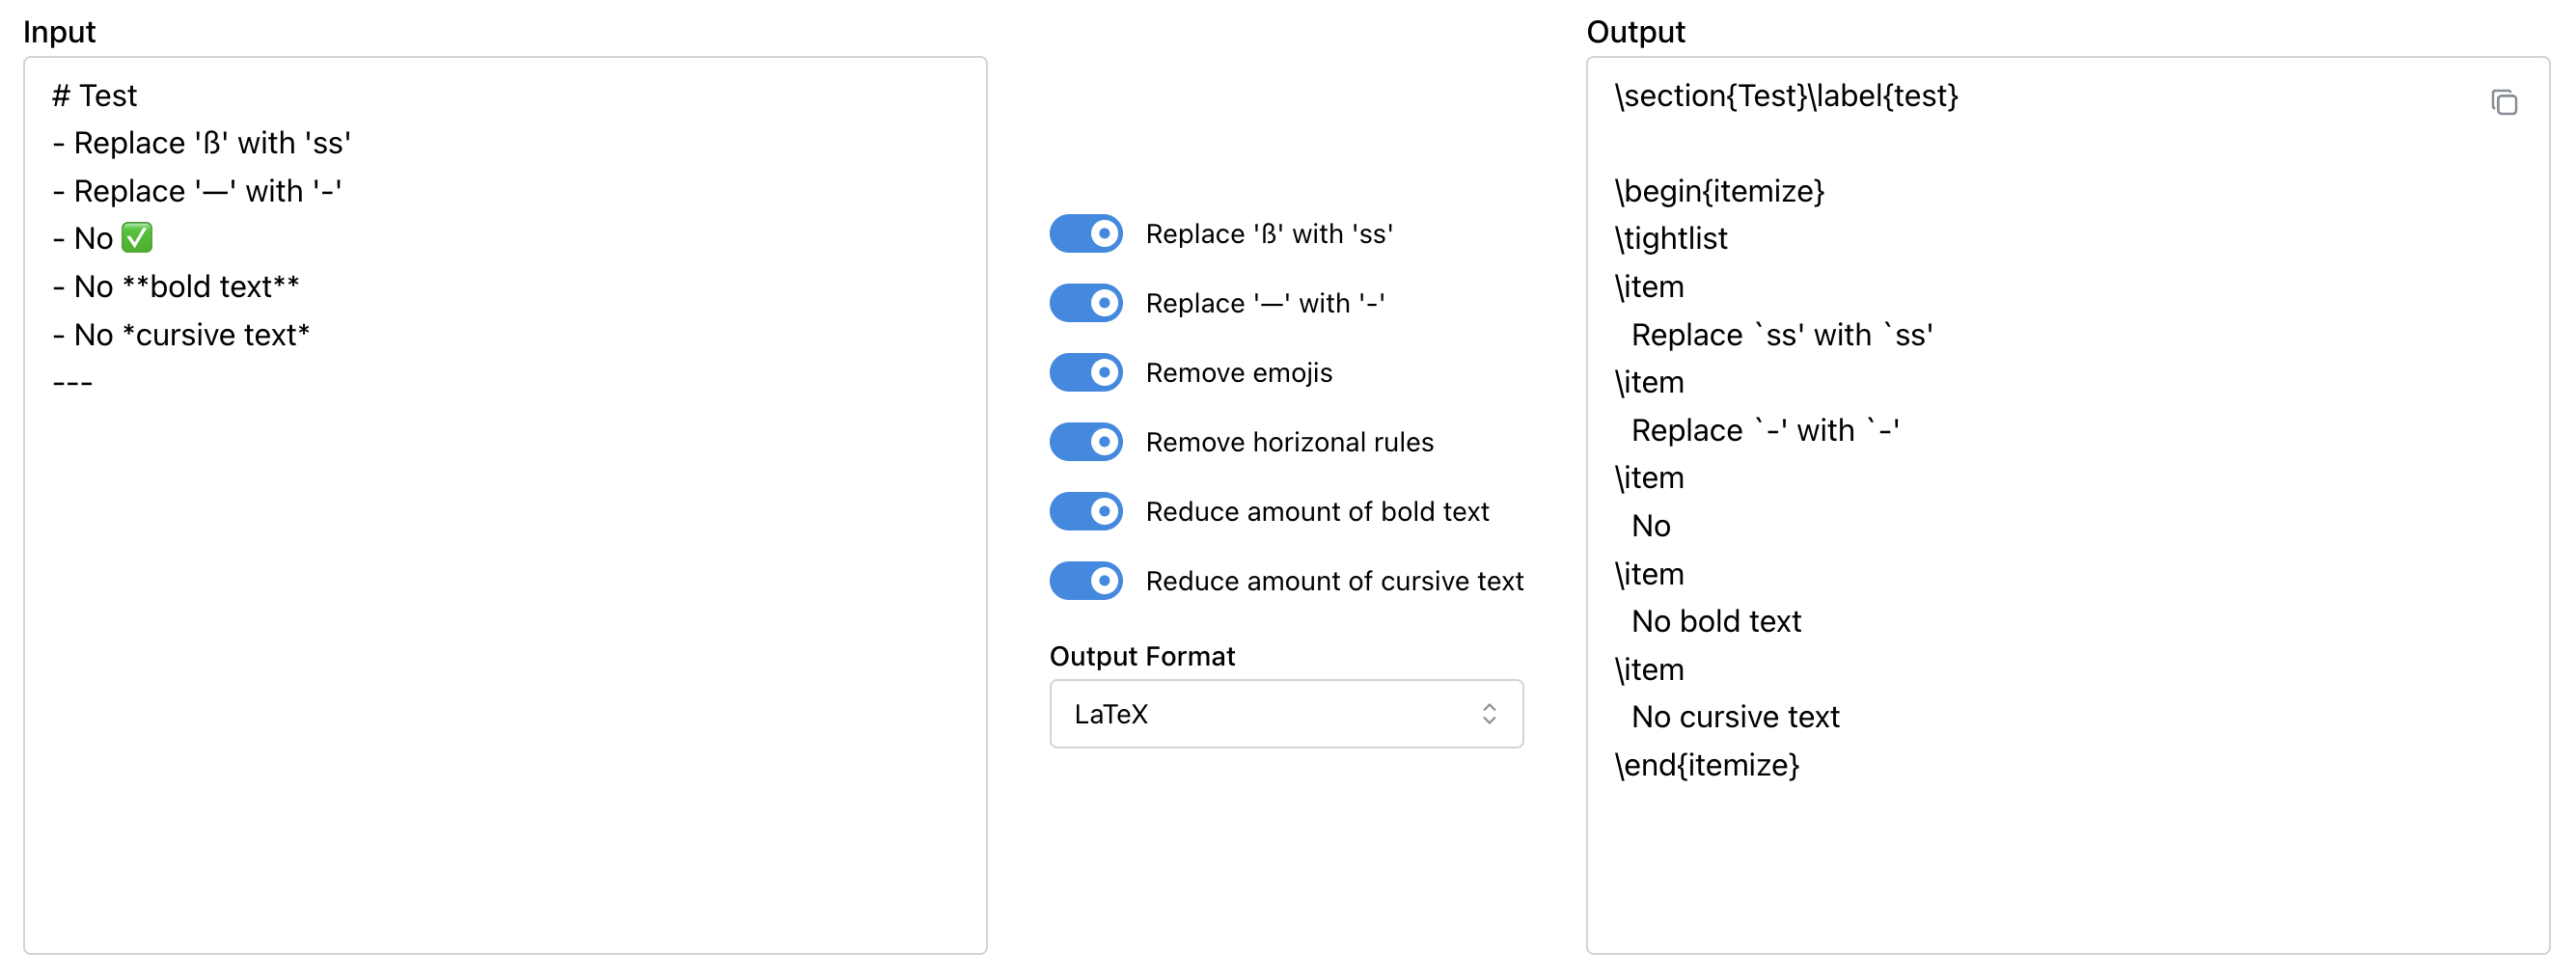 Input
# Test
- Replace 'ß' with 'ss'
- Replace '—' with '-'
- No ✅
- No **bold text**
- No *cursive text*
---
Replace 'ß' with 'ss'
Replace '—' with '-'
Remove emojis
Remove horizonal rules
Reduce amount of bold text
Reduce amount of cursive text
Output Format
LaTeX
Output
\section{Test}\label{test}
\begin{itemize}
\tightlist
\item
Replace `ss' with `ss'
\item
Replace `-' with `-'
\item
No
\item
No bold text
\item
No cursive text
\end{itemize}